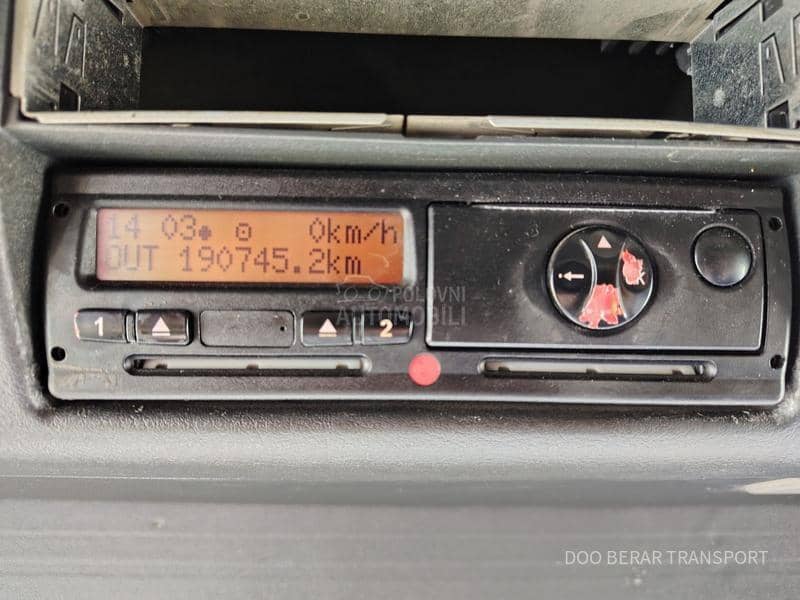 14 03 0km/h
OUT 190745.2km
POLOVNI
AUTOMOBILI
1 2
DOO BERAR TRANSPORT